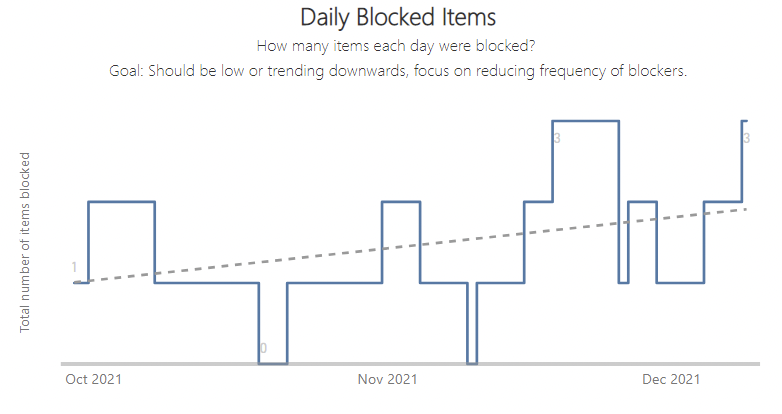 Daily Blocked Items
How many items each day were blocked?
Goal: Should be low or trending downwards, focus on reducing frequency of blockers.
Total number of items blocked
1
0
3
3
Oct 2021
Nov 2021
Dec 2021